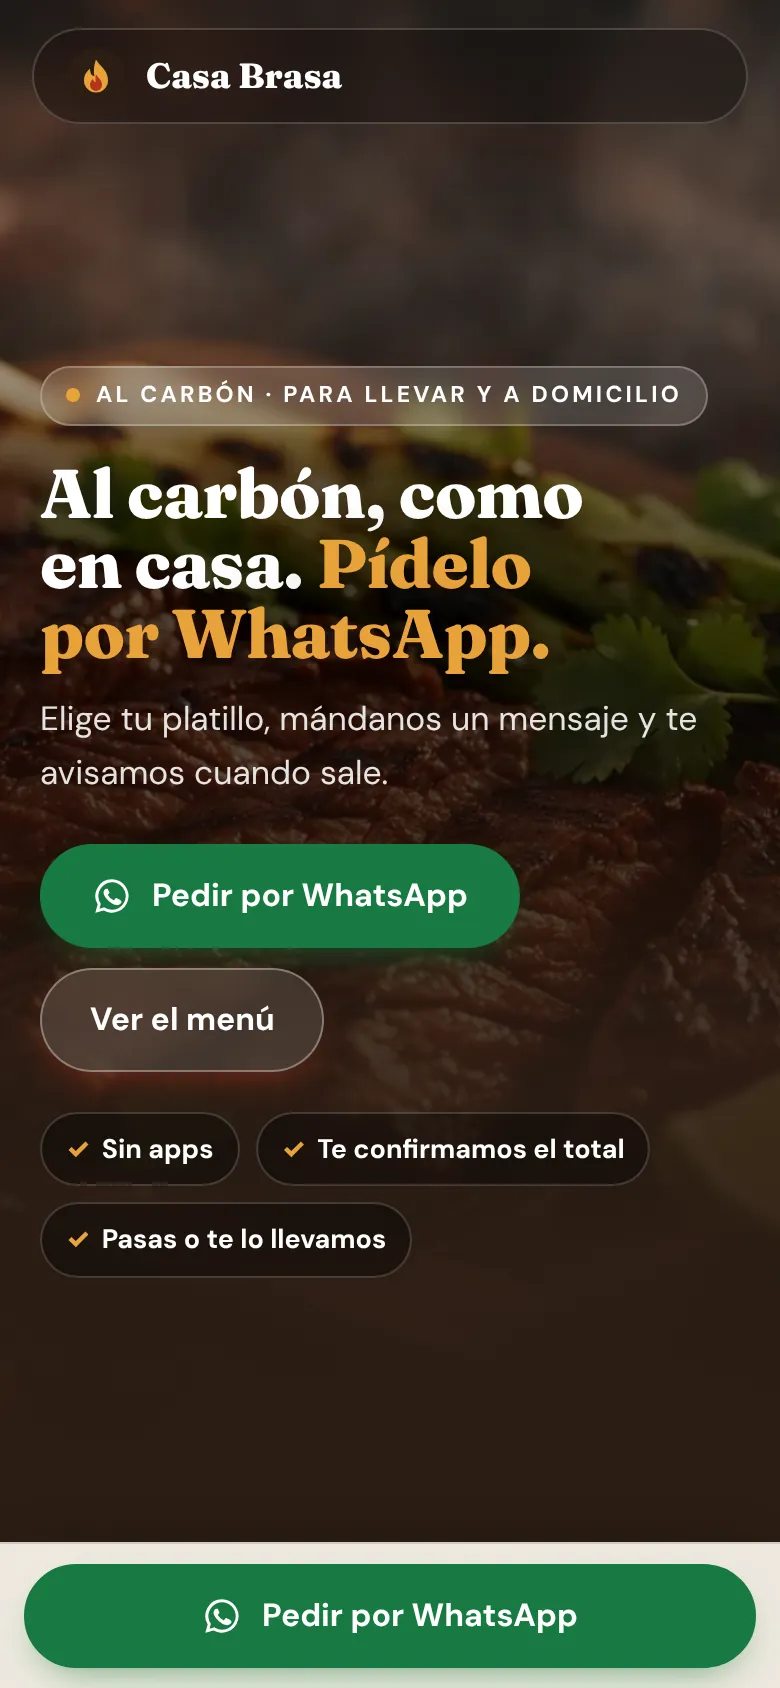 Casa Brasa
AL CARBÓN · PARA LLEVAR Y A DOMICILIO
Al carbón, como
en casa. Pídelo
por WhatsApp.
Elige tu platillo, mándanos un mensaje y te
avisamos cuando sale.
Pedir por WhatsApp
Ver el menú
Sin apps
Te confirmamos el total
Pasas o te lo llevamos
Pedir por WhatsApp